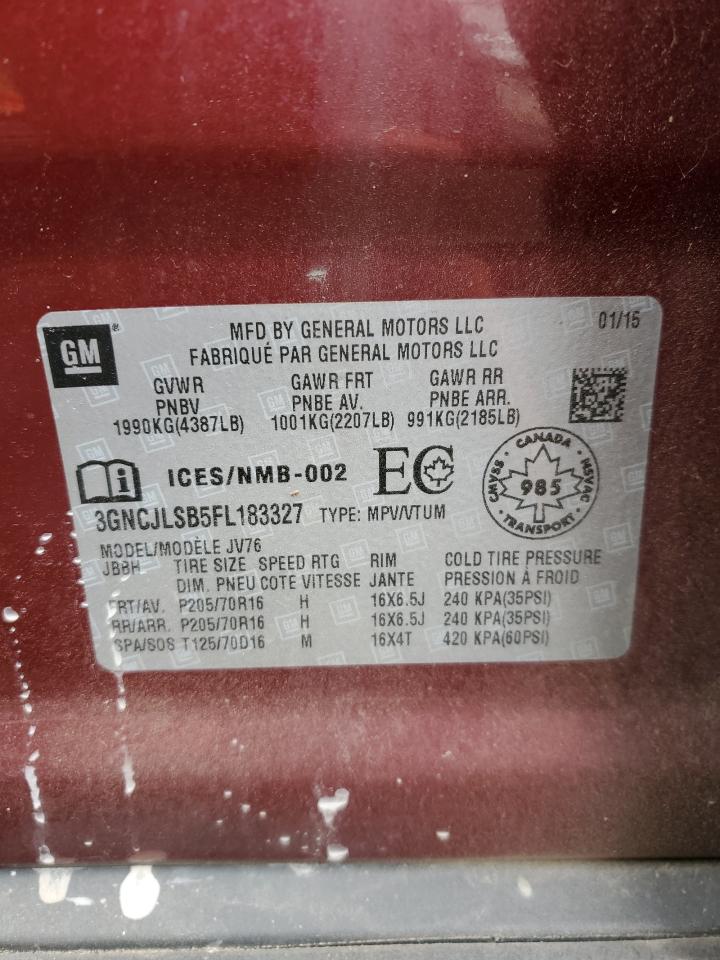 GM
MFD BY GENERAL MOTORS LLC
01/15
FABRIQUÉ PAR GENERAL MOTORS LLC
GVWR GAWR FRT GAWR RR
PNBV PNBE AV. PNBE ARR.
1990KG(4387LB) 1001KG(2207LB) 991KG(2185LB)
i ICES/NMB-002 EC
CANADA
CMVSS 985 NSVAC
TRANSPORT
3GNCJLSB5FL183327 TYPE: MPV/VTUM
MODEL/MODÈLE JV76
JBBH TIRE SIZE SPEED RTG RIM COLD TIRE PRESSURE
DIM. PNEU COTE VITESSE JANTE PRESSION À FROID
FRT/AV. P205/70R16 H 16X6.5J 240 KPA(35PSI)
RR/ARR. P205/70R16 H 16X6.5J 240 KPA(35PSI)
SPA/SOS T125/70D16 M 16X4T 420 KPA(60PSI)